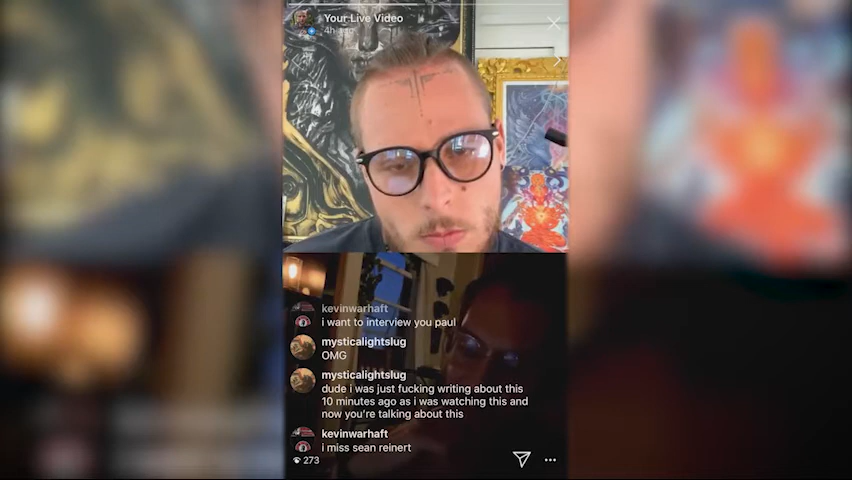 Your Live Video
kevinwarhaft
i want to interview you paul
mysticalightslug
OMG
mysticalightslug
dude i was just fucking writing about this
10 minutes ago as i was watching this and
now you're talking about this
kevinwarhaft
i miss sean reinert
273